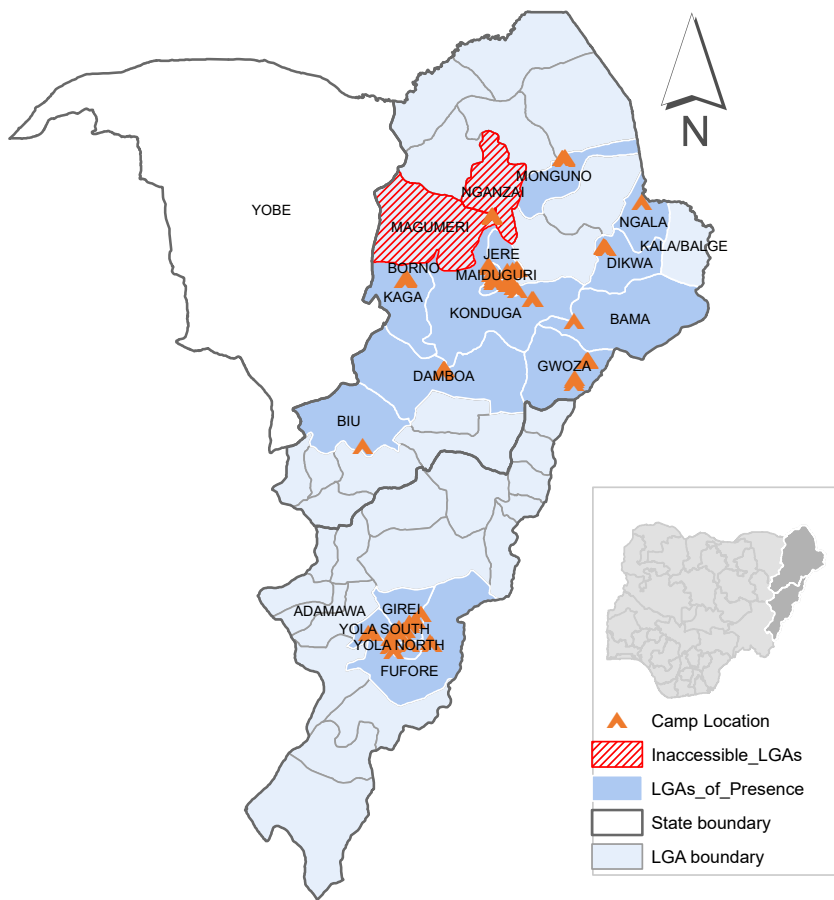 N
MONGUNO
NGANZAI
YOBE
NGALA
MAGUMERI
KALA/BALGE
JERE
DIKWA
BORNO
MAIDUGURI
KAGA
KONDUGA
BAMA
GWOZA
DAMBOA
BIU
ADAMAWA
GIREI
YOLA SOUTH
YOLA NORTH
FUFORE
Camp Location
Inaccessible_LGAs
LGAs_of_Presence
State boundary
LGA boundary